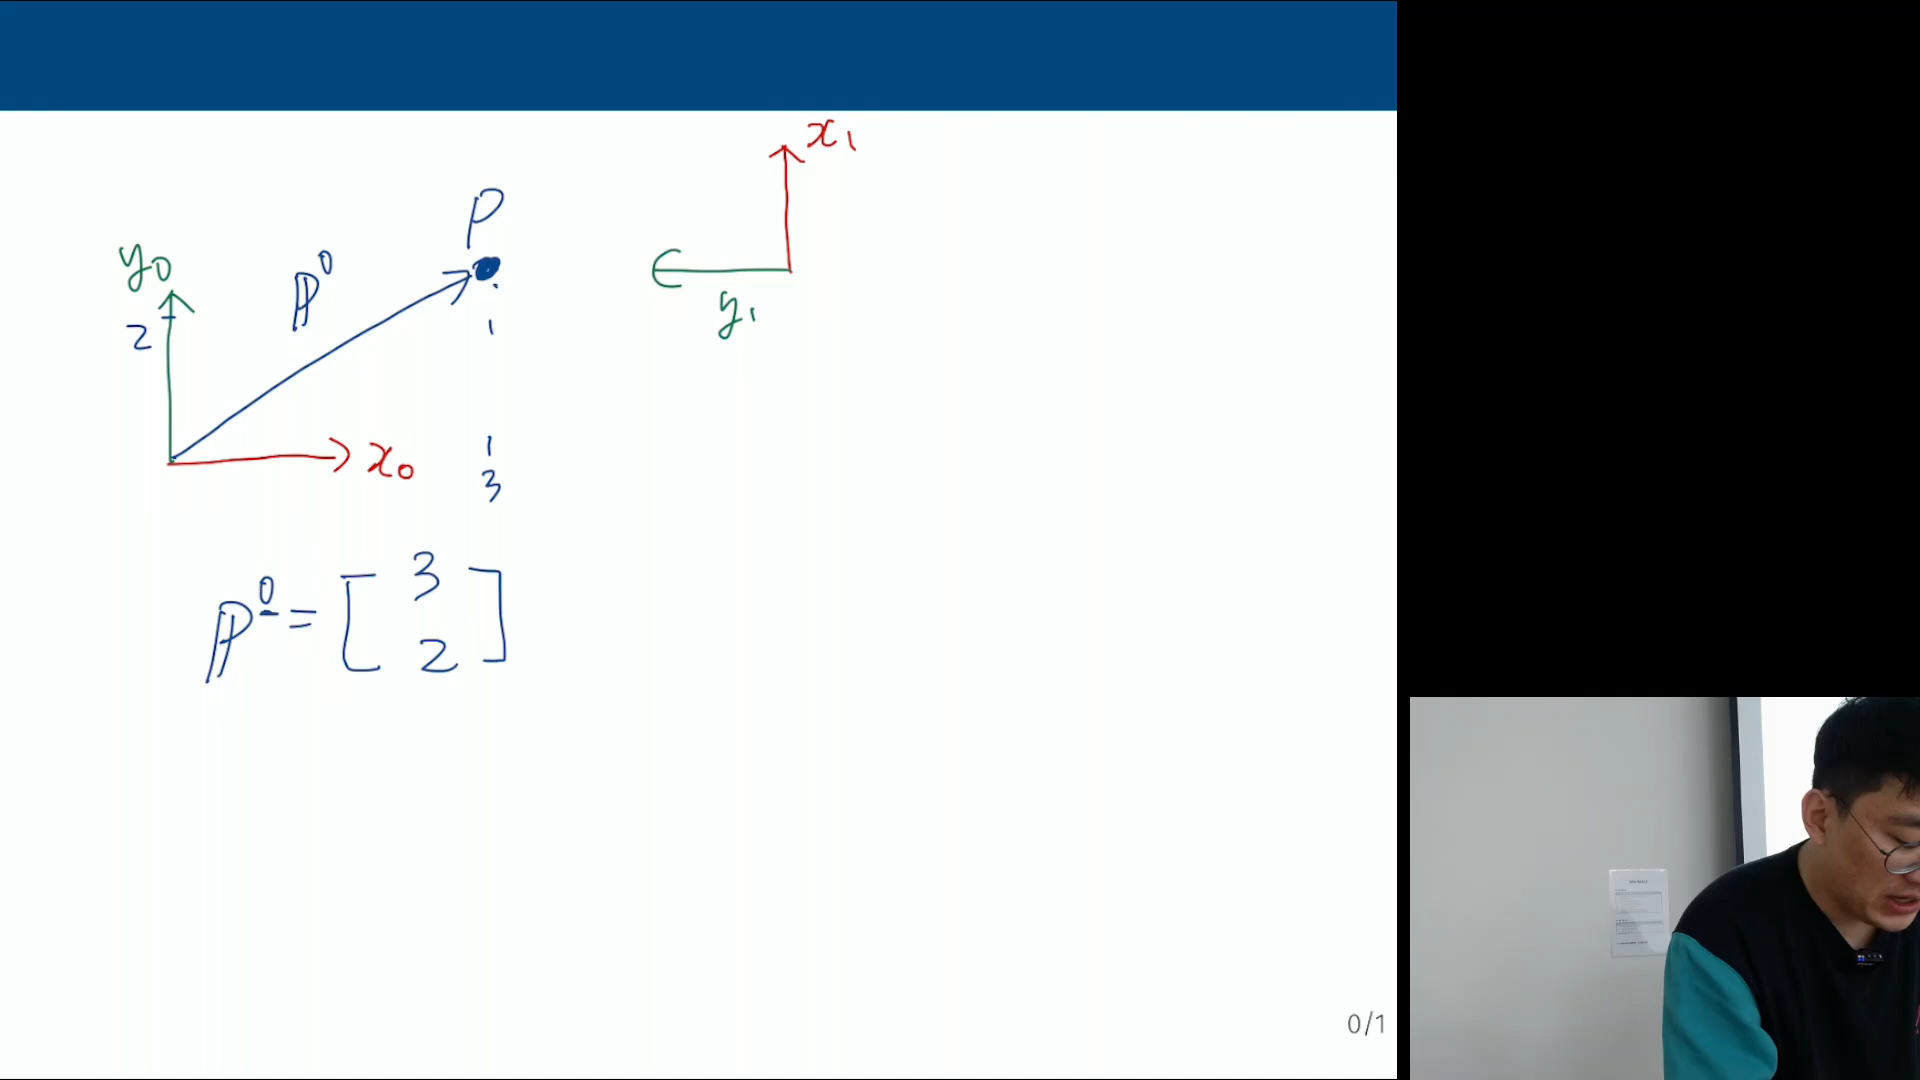 x₁
P
y₀
ℙ⁰
2
y₁
x₀
3
ℙ⁰ = [ 3
2 ]
0/1